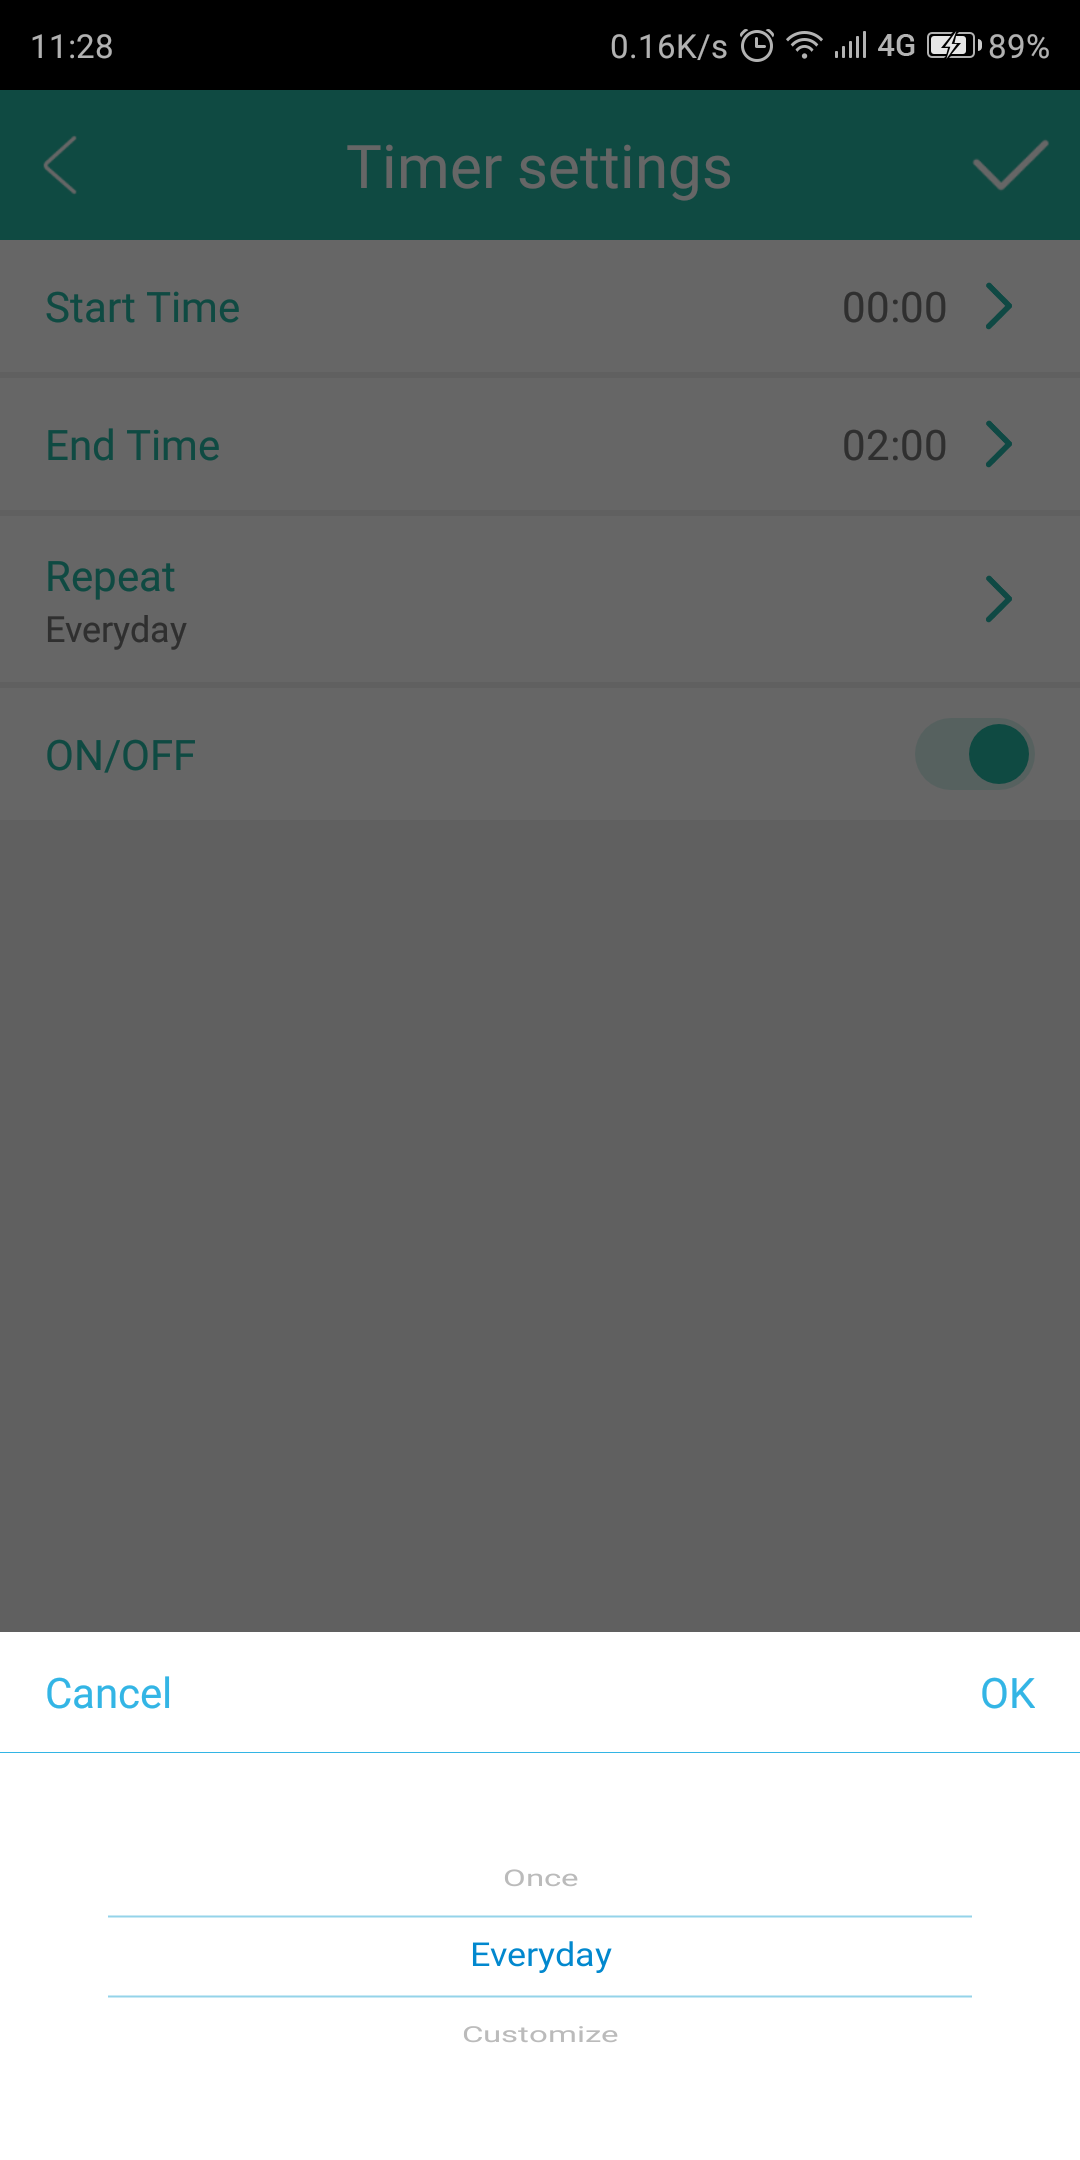 11:28 0.16K/s 4G 89%
Timer settings
Start Time 00:00
End Time 02:00
Repeat
Everyday
ON/OFF
Cancel OK
Once
Everyday
Customize